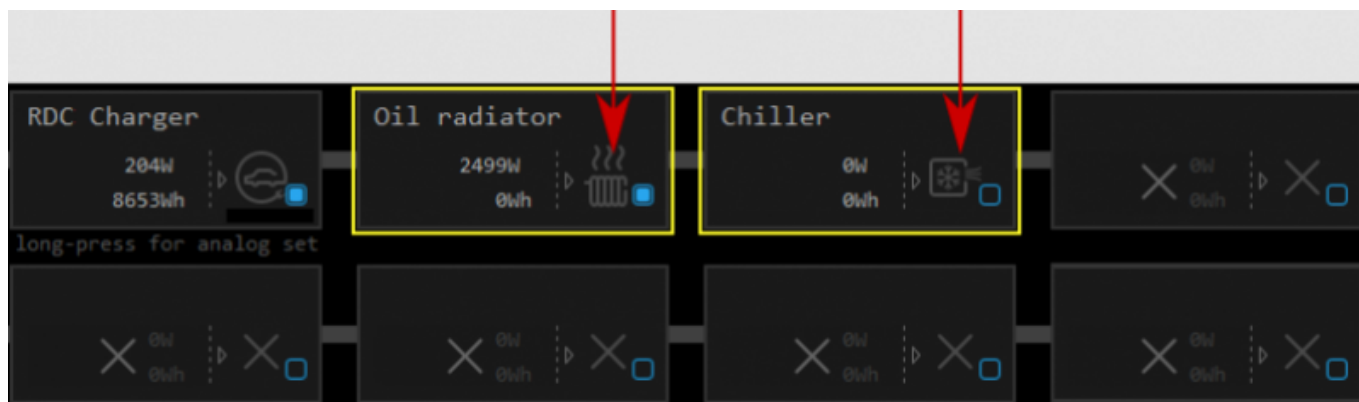 RDC Charger
204W
8653Wh
Oil radiator
2499W
0Wh
Chiller
0W
0Wh
0W
0Wh
long-press for analog set
0W
0Wh
0W
0Wh
0W
0Wh
0W
0Wh